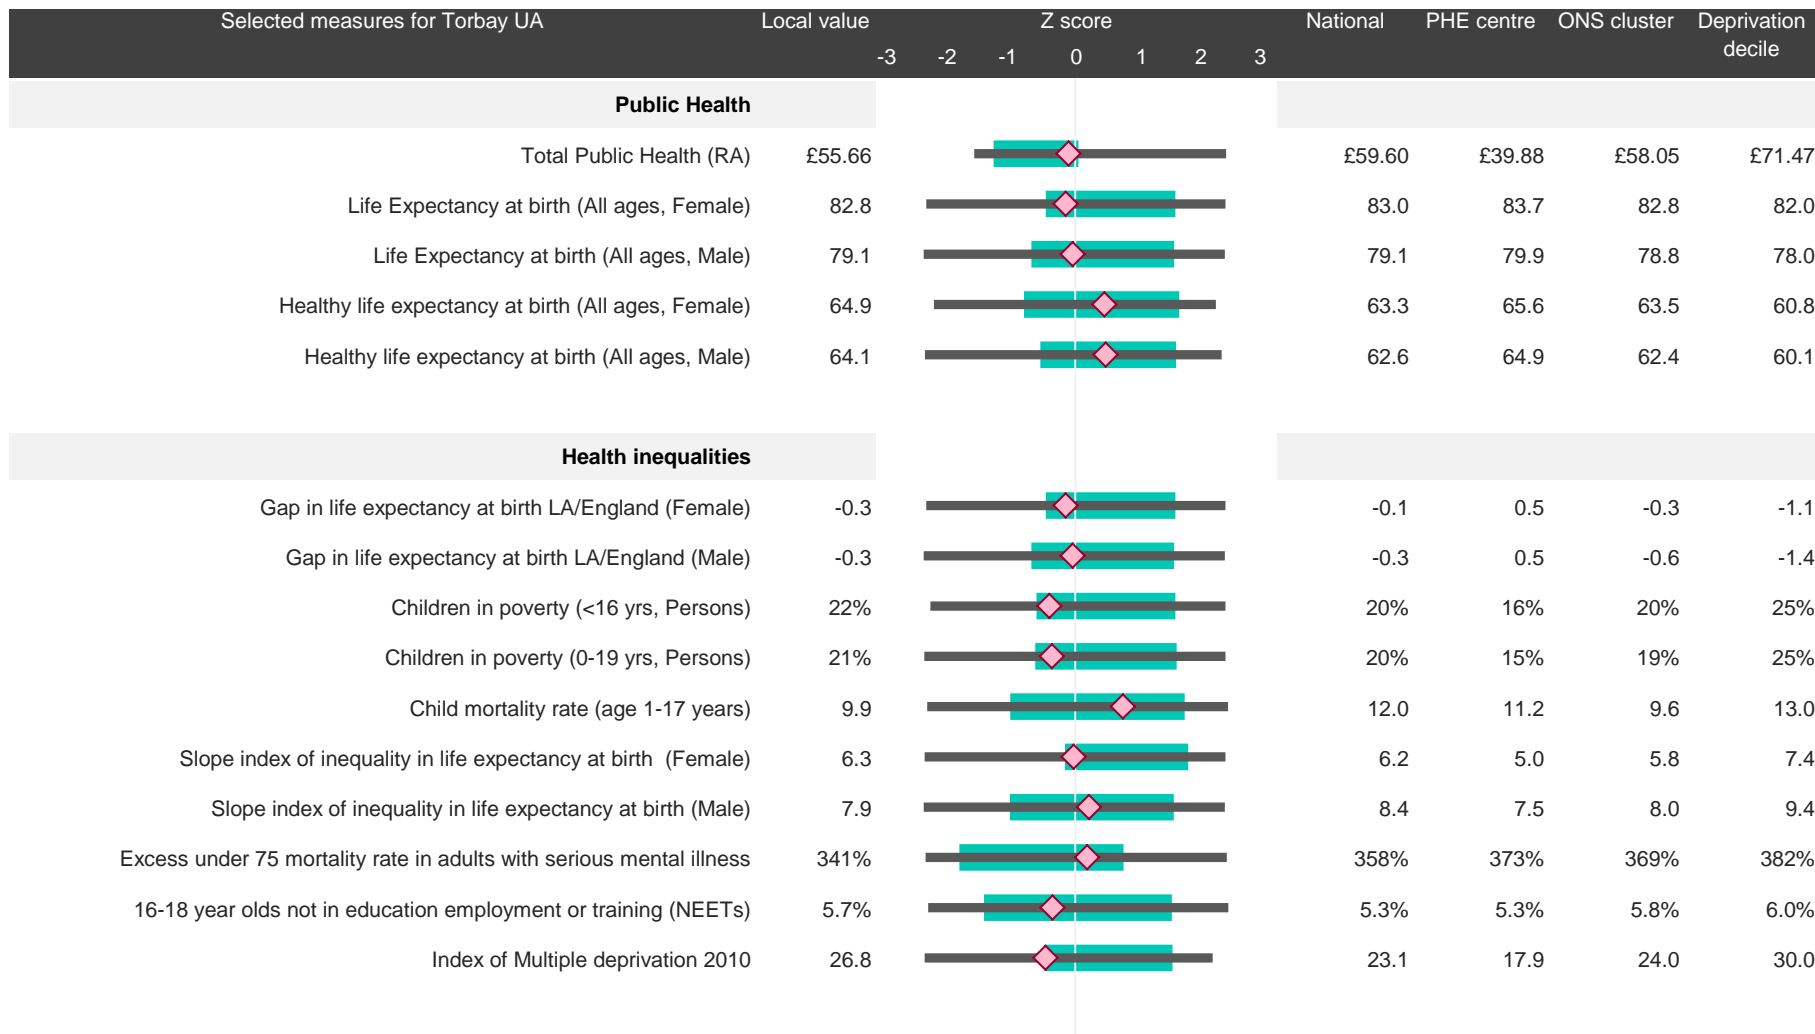 Selected measures for Torbay UA Local value Z score National PHE centre ONS cluster Deprivation decile
-3 -2 -1 0 1 2 3
Public Health
Total Public Health (RA) £55.66 £59.60 £39.88 £58.05 £71.47
Life Expectancy at birth (All ages, Female) 82.8 83.0 83.7 82.8 82.0
Life Expectancy at birth (All ages, Male) 79.1 79.1 79.9 78.8 78.0
Healthy life expectancy at birth (All ages, Female) 64.9 63.3 65.6 63.5 60.8
Healthy life expectancy at birth (All ages, Male) 64.1 62.6 64.9 62.4 60.1
Health inequalities
Gap in life expectancy at birth LA/England (Female) -0.3 -0.1 0.5 -0.3 -1.1
Gap in life expectancy at birth LA/England (Male) -0.3 -0.3 0.5 -0.6 -1.4
Children in poverty (<16 yrs, Persons) 22% 20% 16% 20% 25%
Children in poverty (0-19 yrs, Persons) 21% 20% 15% 19% 25%
Child mortality rate (age 1-17 years) 9.9 12.0 11.2 9.6 13.0
Slope index of inequality in life expectancy at birth (Female) 6.3 6.2 5.0 5.8 7.4
Slope index of inequality in life expectancy at birth (Male) 7.9 8.4 7.5 8.0 9.4
Excess under 75 mortality rate in adults with serious mental illness 341% 358% 373% 369% 382%
16-18 year olds not in education employment or training (NEETs) 5.7% 5.3% 5.3% 5.8% 6.0%
Index of Multiple deprivation 2010 26.8 23.1 17.9 24.0 30.0